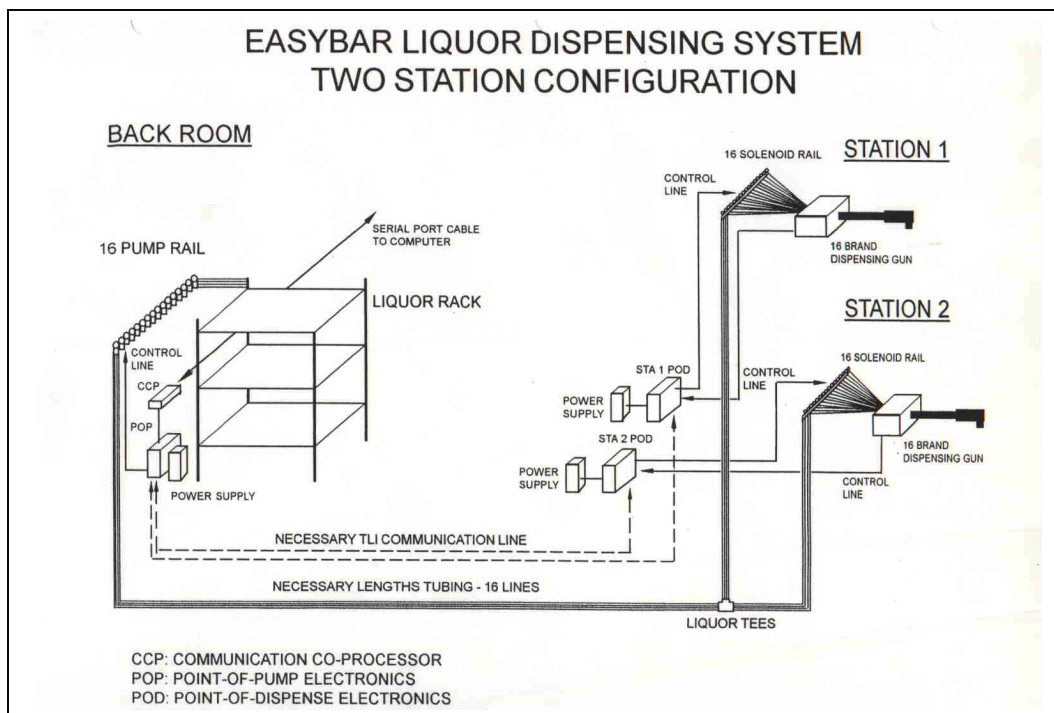 EASYBAR LIQUOR DISPENSING SYSTEM
TWO STATION CONFIGURATION
BACK ROOM
16 SOLENOID RAIL
STATION 1
CONTROL
LINE
SERIAL PORT CABLE
TO COMPUTER
16 PUMP RAIL
16 BRAND
DISPENSING GUN
LIQUOR RACK
STATION 2
CONTROL
LINE
16 SOLENOID RAIL
CCP
STA 1 POD
CONTROL
LINE
POWER
SUPPLY
POP
STA 2 POD
16 BRAND
DISPENSING GUN
POWER
SUPPLY
CONTROL
LINE
POWER SUPPLY
NECESSARY TLI COMMUNICATION LINE
NECESSARY LENGTHS TUBING - 16 LINES
LIQUOR TEES
CCP: COMMUNICATION CO-PROCESSOR
POP: POINT-OF-PUMP ELECTRONICS
POD: POINT-OF-DISPENSE ELECTRONICS